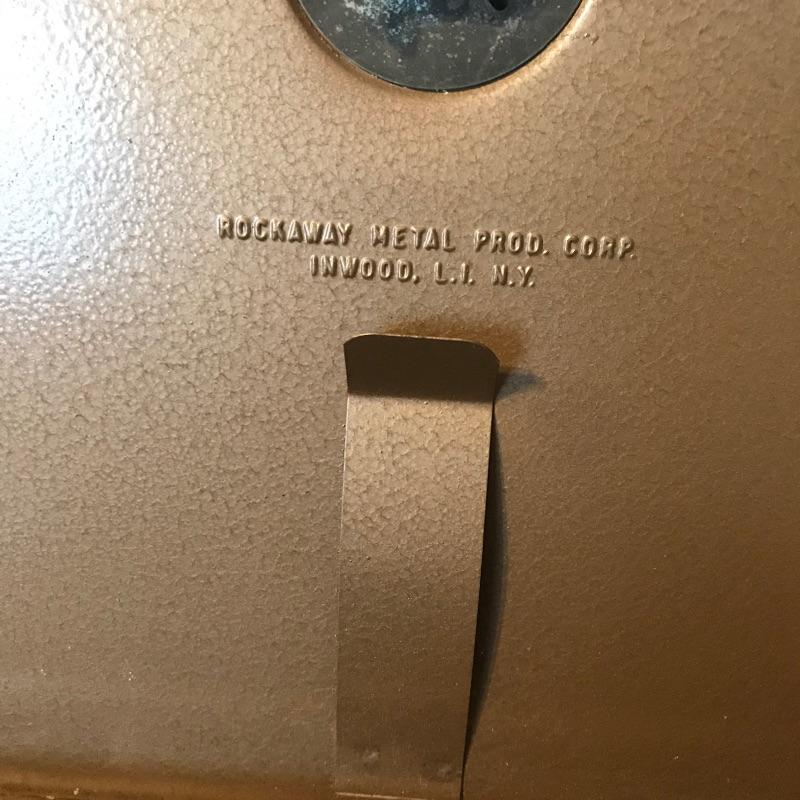 ROCKAWAY METAL PROD. CORP.
INWOOD, L.I. N.Y.